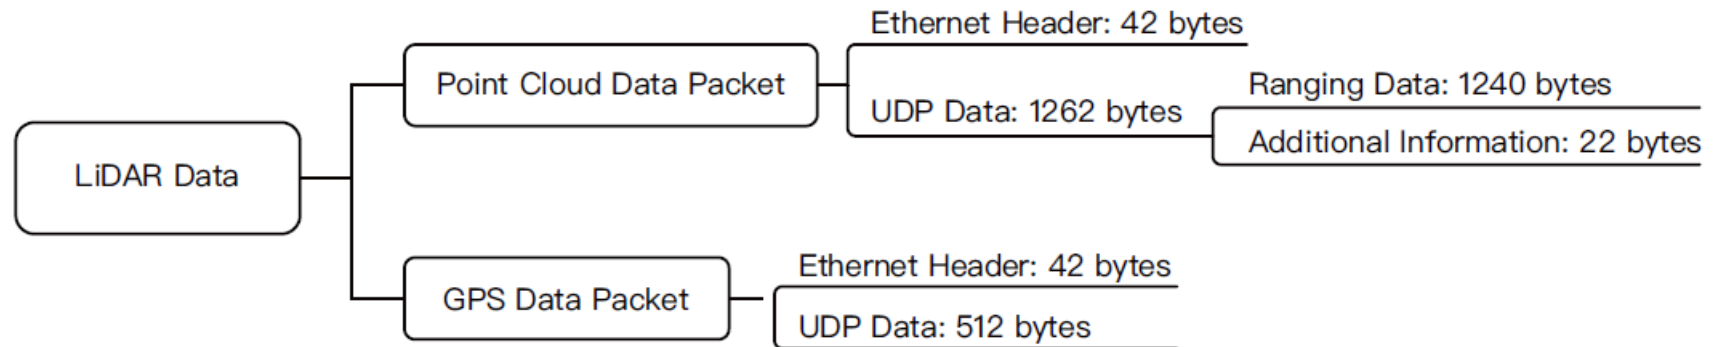 LiDAR Data
Point Cloud Data Packet
Ethernet Header: 42 bytes
UDP Data: 1262 bytes
Ranging Data: 1240 bytes
Additional Information: 22 bytes
GPS Data Packet
Ethernet Header: 42 bytes
UDP Data: 512 bytes